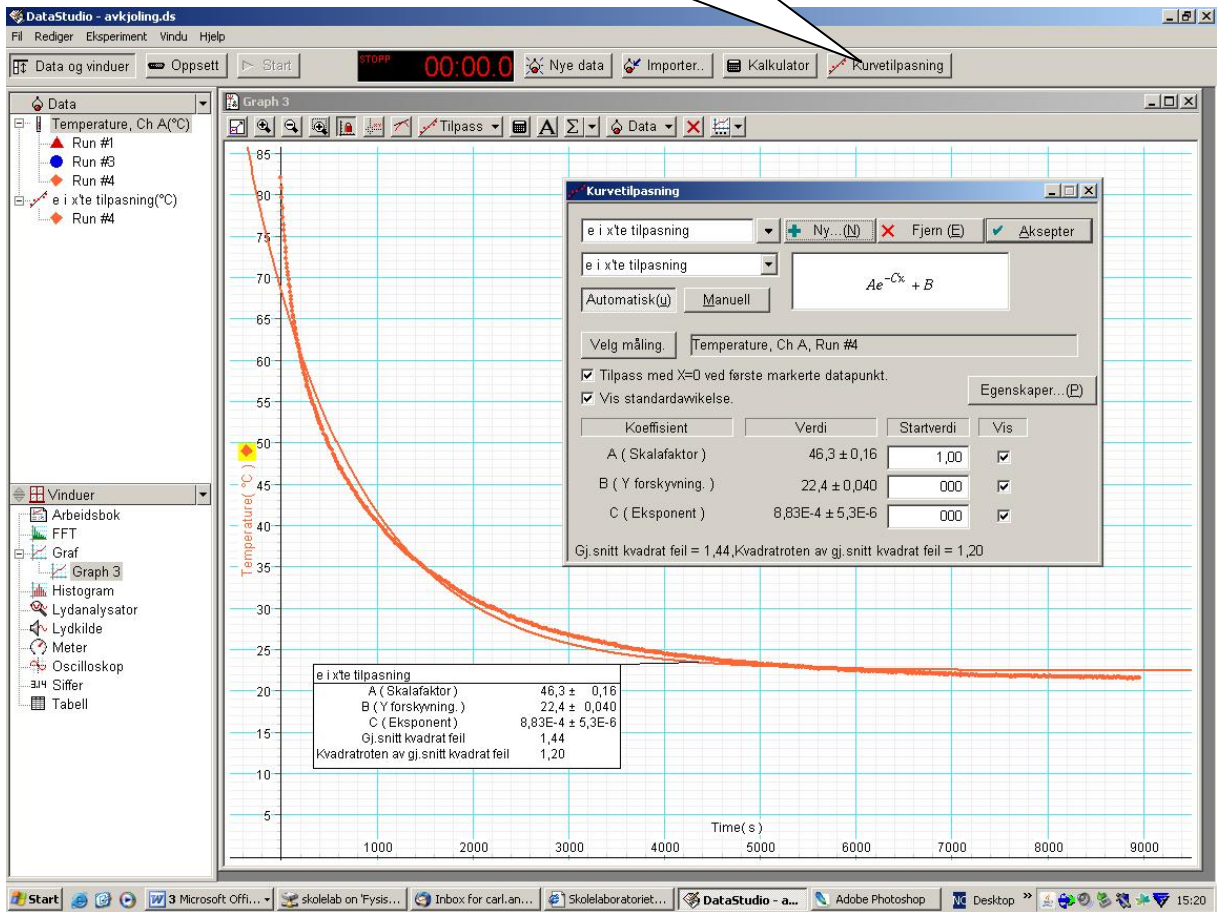 DataStudio - avkjoling.ds
Fil Rediger Eksperiment Vindu Hjelp
Data og vinduer Oppsett Start STOPP 00:00.0 Nye data Importer.. Kalkulator Kurvetilpasning
Data
Temperature, Ch A(°C)
Run #1
Run #3
Run #4
e i x'te tilpasning(°C)
Run #4
Vinduer
Arbeidsbok
FFT
Graf
Graph 3
Histogram
Lydanalysator
Lydkilde
Meter
Oscilloskop
3.14 Siffer
Tabell
Graph 3
Tilpass A Σ Data
85
80
75
70
65
60
55
50
45
40
35
30
25
20
15
10
5
Temperature( °C )
1000 2000 3000 4000 5000 6000 7000 8000 9000
Time( s )
Kurvetilpasning
e i x'te tilpasning Ny...(N) Fjern (E) Aksepter
e i x'te tilpasning
Ae^-Cx + B
Automatisk(u) Manuell
Velg måling. Temperature, Ch A, Run #4
Tilpass med X=0 ved første markerte datapunkt.
Vis standardavvikelse.
Egenskaper...(P)
Koeffisient Verdi Startverdi Vis
A ( Skalafaktor ) 46,3 ± 0,16 1,00
B ( Y forskyvning. ) 22,4 ± 0,040 000
C ( Eksponent ) 8,83E-4 ± 5,3E-6 000
Gj.snitt kvadrat feil = 1,44,Kvadratroten av gj.snitt kvadrat feil = 1,20
e i x'te tilpasning
A ( Skalafaktor ) 46,3 ± 0,16
B ( Y forskyvning. ) 22,4 ± 0,040
C ( Eksponent ) 8,83E-4 ± 5,3E-6
Gj.snitt kvadrat feil 1,44
Kvadratroten av gj.snitt kvadrat feil 1,20
Start 3 Microsoft Offi... skolelab on 'Fysis... Inbox for carl.an... Skolelaboratoriet... DataStudio - a... Adobe Photoshop Desktop » 15:20